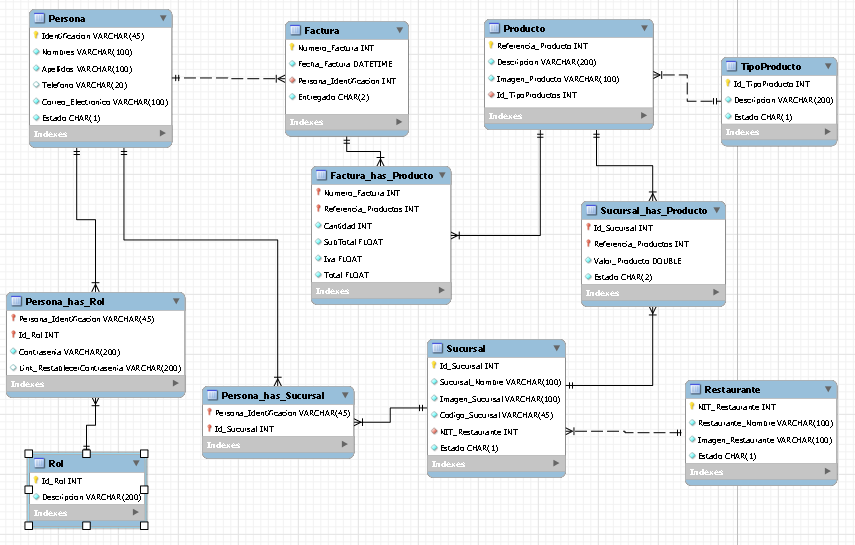 Persona
Identificacion VARCHAR(45)
Nombres VARCHAR(100)
Apellidos VARCHAR(100)
Telefono VARCHAR(20)
Correo_Electronico VARCHAR(100)
Estado CHAR(1)
Indexes
Factura
Numero_Factura INT
Fecha_Factura DATETIME
Persona_Identificacion INT
Entregado CHAR(2)
Indexes
Producto
Referencia_Producto INT
Descripcion VARCHAR(200)
Imagen_Producto VARCHAR(100)
Id_TipoProductos INT
Indexes
TipoProducto
Id_TipoProducto INT
Descripcion VARCHAR(200)
Estado CHAR(1)
Indexes
Factura_has_Producto
Numero_Factura INT
Referencia_Productos INT
Cantidad INT
SubTotal FLOAT
Iva FLOAT
Total FLOAT
Indexes
Sucursal_has_Producto
Id_Sucursal INT
Referencia_Productos INT
Valor_Producto DOUBLE
Estado CHAR(2)
Indexes
Persona_has_Rol
Persona_Identificacion VARCHAR(45)
Id_Rol INT
Contrasenia VARCHAR(200)
Link_RestablecerContrasenia VARCHAR(200)
Indexes
Persona_has_Sucursal
Persona_Identificacion VARCHAR(45)
Id_Sucursal INT
Indexes
Sucursal
Id_Sucursal INT
Sucursal_Nombre VARCHAR(100)
Imagen_Sucursal VARCHAR(100)
Codigo_Sucursal VARCHAR(45)
NIT_Restaurante INT
Estado CHAR(1)
Indexes
Restaurante
NIT_Restaurante INT
Restaurante_Nombre VARCHAR(100)
Imagen_Restaurante VARCHAR(100)
Estado CHAR(1)
Indexes
Rol
Id_Rol INT
Descripcion VARCHAR(200)
Indexes